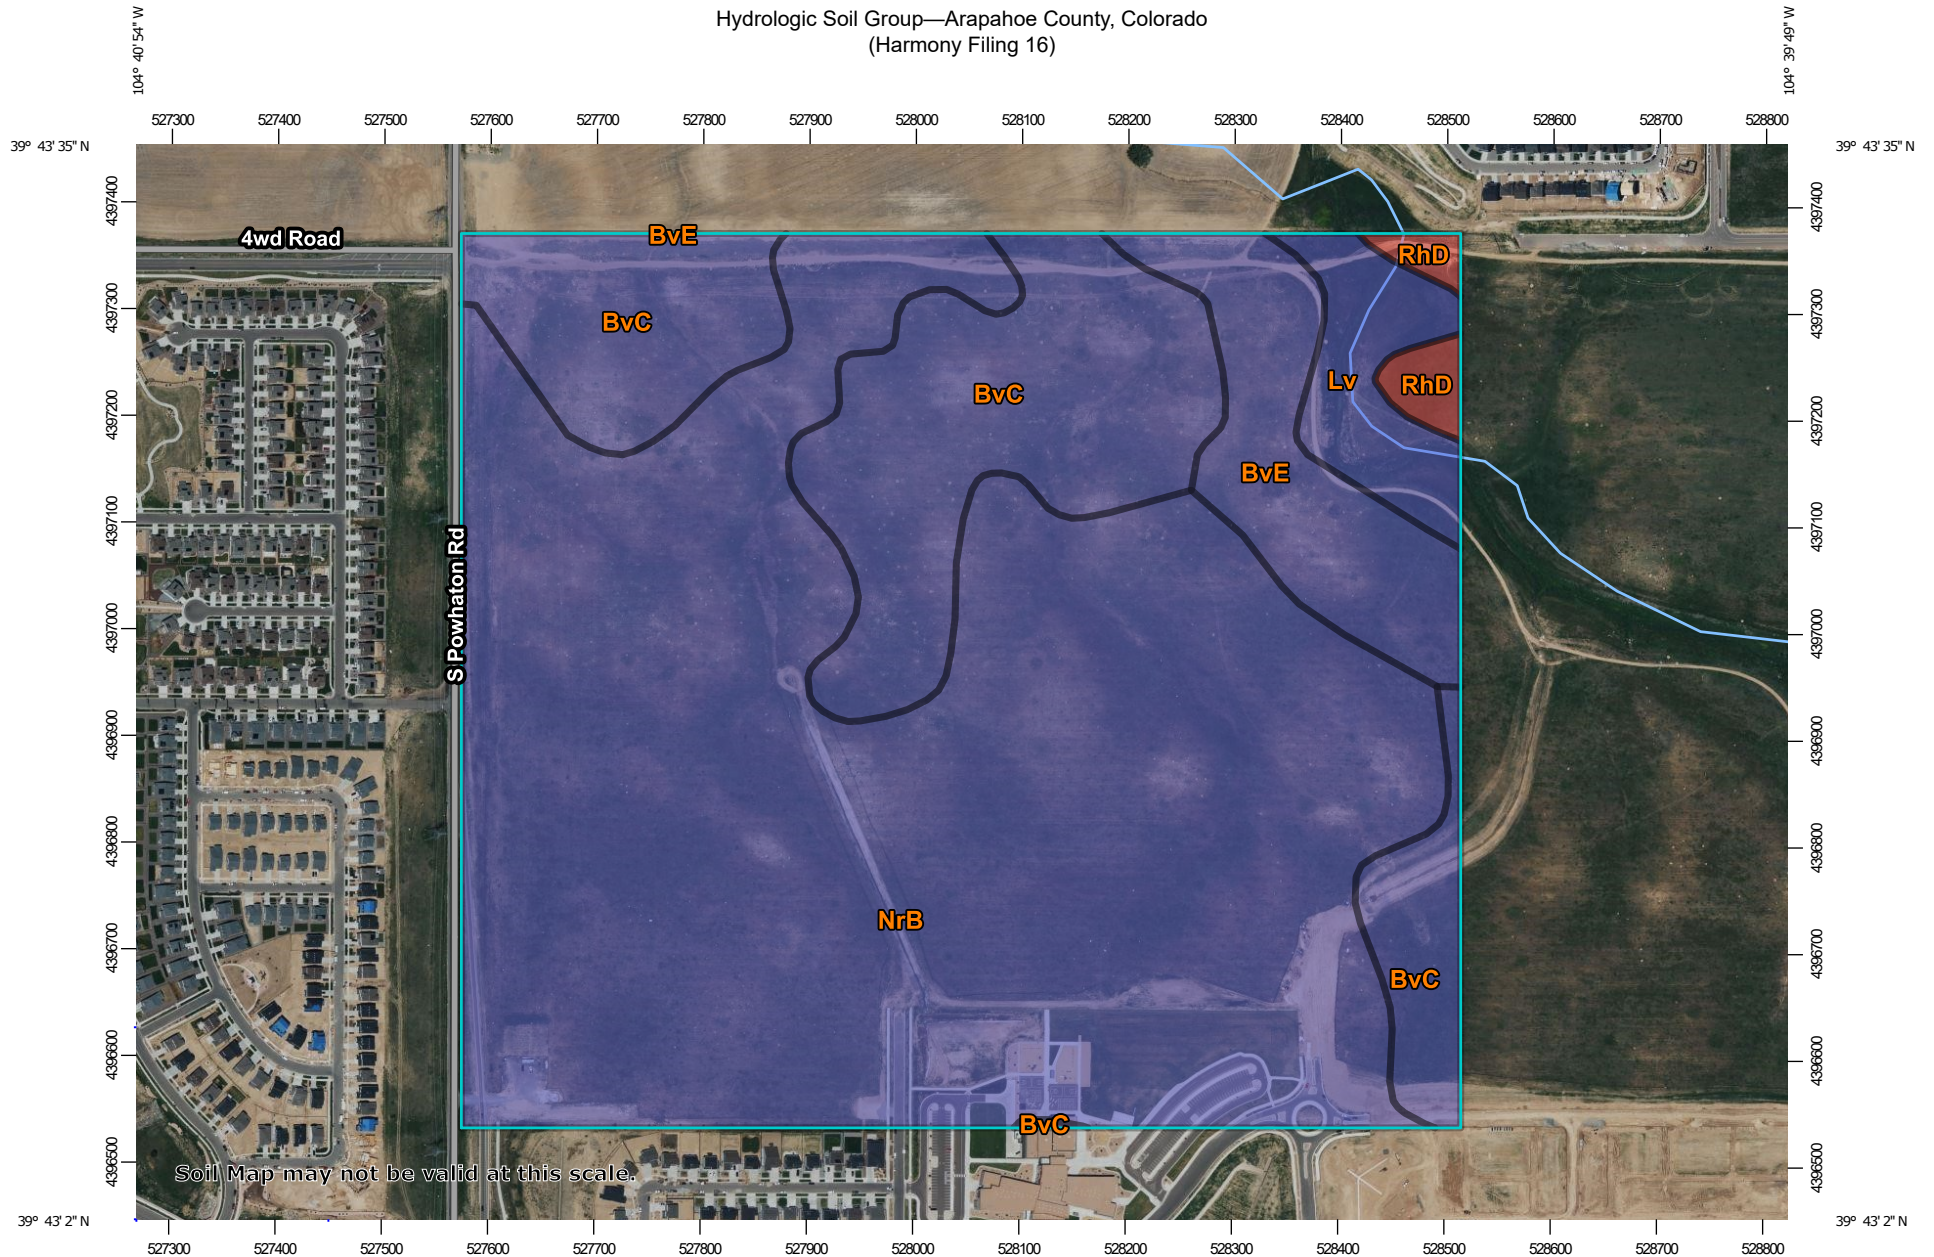 Hydrologic Soil Group—Arapahoe County, Colorado
(Harmony Filing 16)
104° 40' 54" W
104° 39' 49" W
527300 527400 527500 527600 527700 527800 527900 528000 528100 528200 528300 528400 528500 528600 528700 528800
39° 43' 35" N
39° 43' 35" N
4397400
4397400
4wd Road
BvE
RhD
4397300
4397300
BvC
Lv
RhD
BvC
4397200
4397200
BvE
4397100
4397100
S Powhaton Rd
4397000
4397000
4396900
4396900
4396800
4396800
NrB
4396700
4396700
BvC
4396600
4396600
BvC
4396500
4396500
Soil Map may not be valid at this scale.
39° 43' 2" N
39° 43' 2" N
527300 527400 527500 527600 527700 527800 527900 528000 528100 528200 528300 528400 528500 528600 528700 528800